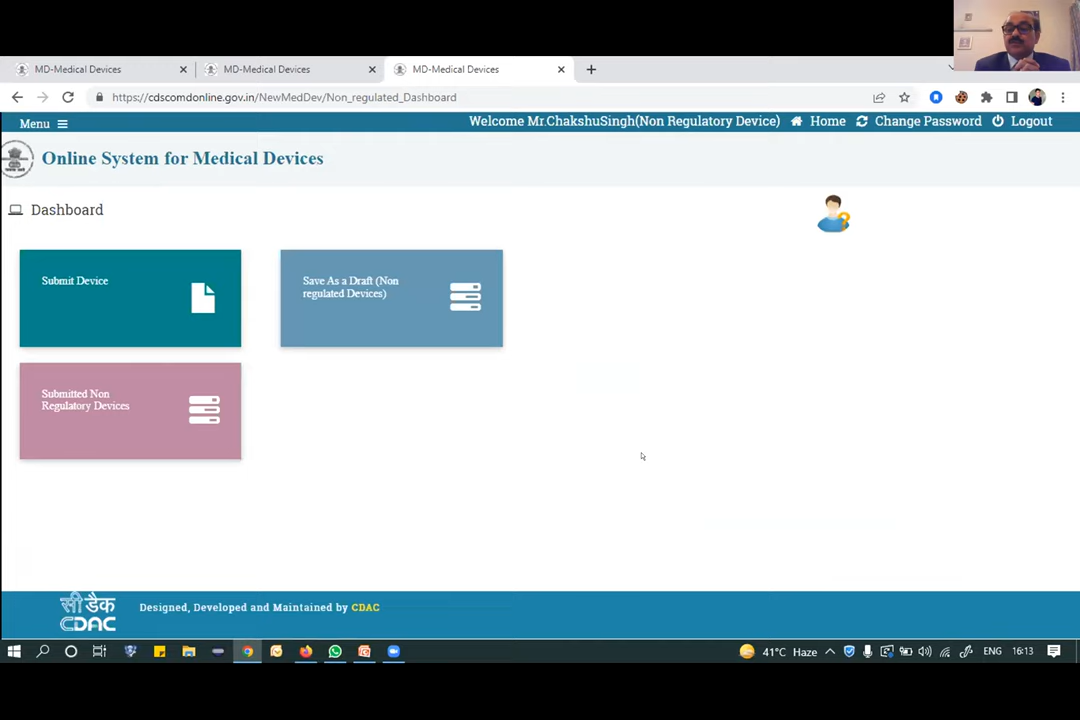 MD-Medical Devices
MD-Medical Devices
MD-Medical Devices
https://cdscomdonline.gov.in/NewMedDev/Non_regulated_Dashboard
Menu
Welcome Mr.ChakshuSingh(Non Regulatory Device)
Home
Change Password
Logout
Online System for Medical Devices
Dashboard
Submit Device
Save As a Draft (Non
regulated Devices)
Submitted Non
Regulatory Devices
सी डैक
CDAC
Designed, Developed and Maintained by CDAC
41°C Haze
ENG
16:13